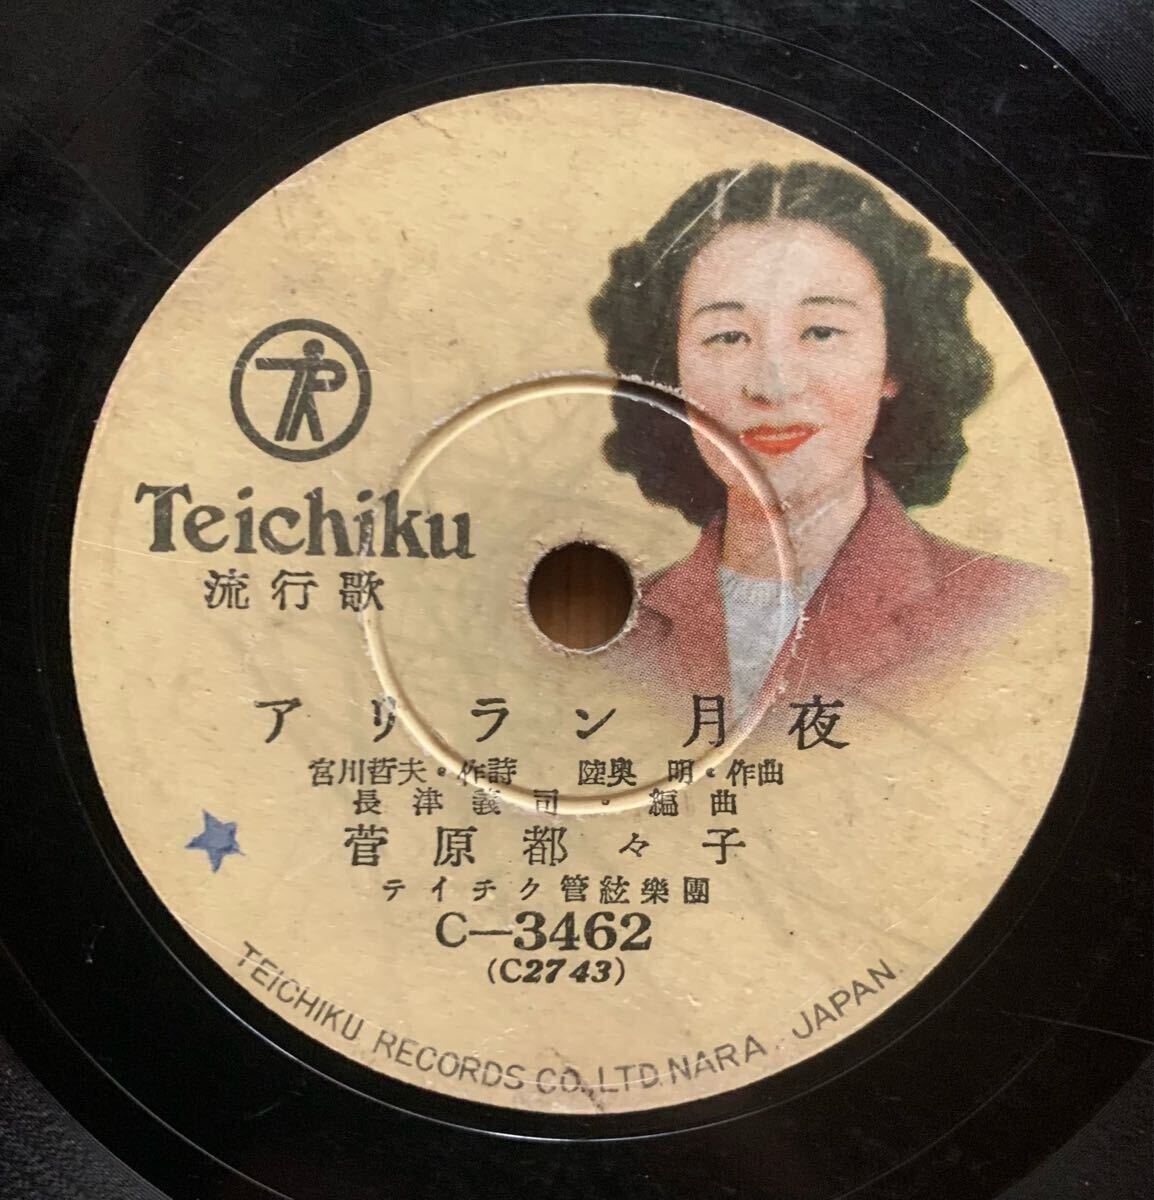 Teichiku
流行歌
アリラン月夜
宮川哲夫・作詩 陸奥 明・作曲
長津義司・編曲
菅原都々子
テイチク管絃樂團
C-3462
(C2743)
TEICHIKU RECORDS CO., LTD. NARA, JAPAN.